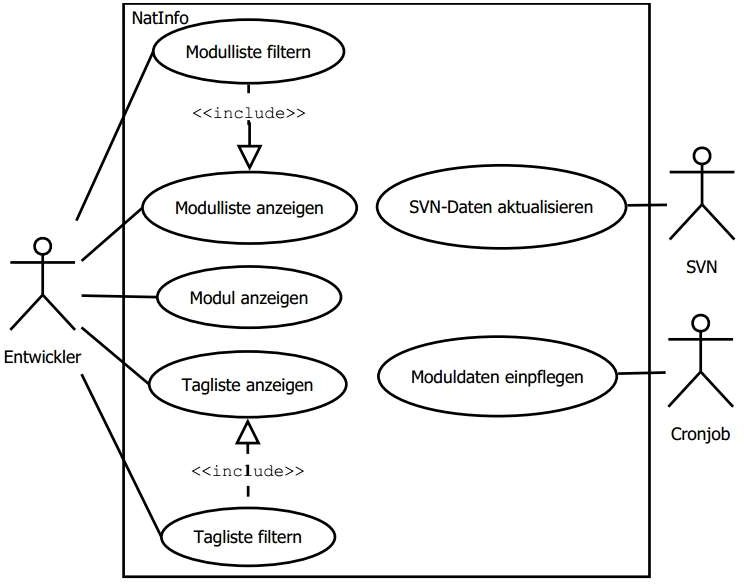 NatInfo
Modulliste filtern
<<include>>
Modulliste anzeigen
SVN-Daten aktualisieren
SVN
Modul anzeigen
Entwickler
Tagliste anzeigen
Moduldaten einpflegen
Cronjob
<<include>>
Tagliste filtern